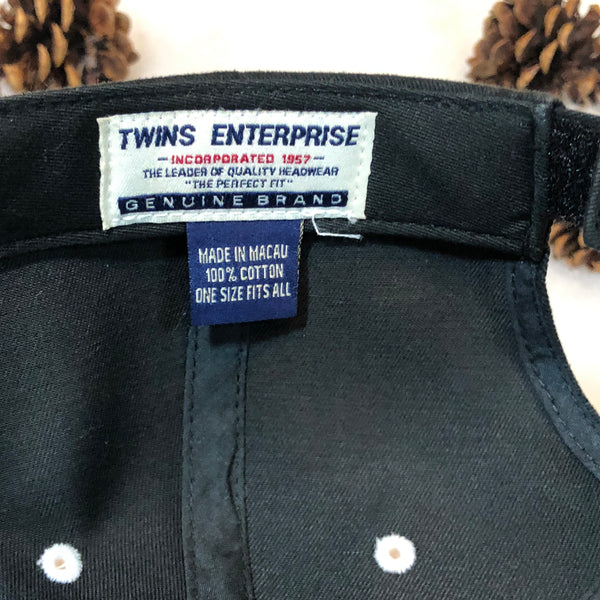 TWINS ENTERPRISE
INCORPORATED 1957
THE LEADER OF QUALITY HEADWEAR
"THE PERFECT FIT"
GENUINE BRAND
MADE IN MACAU
100% COTTON
ONE SIZE FITS ALL